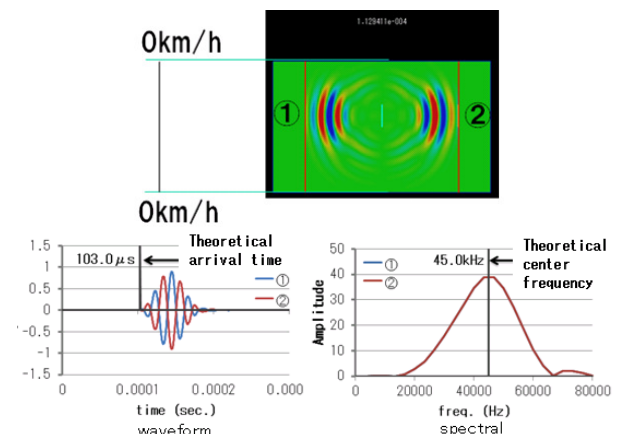 1.129411e-004
0km/h
①
②
0km/h
1.5
1
0.5
0
-0.5
-1
-1.5
103.0μs
Theoretical
arrival time
①
②
0
0.0001
0.0002
0.000
time (sec.)
waveform
50
40
30
20
10
0
Amplitude
①
②
45.0kHz
Theoretical
center
frequency
0
20000
40000
60000
80000
freq. (Hz)
spectral